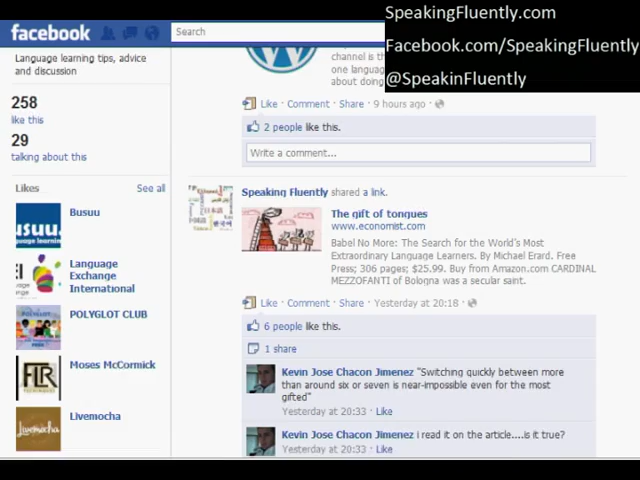 SpeakingFluently.com
facebook
Search
Facebook.com/SpeakingFluently
@SpeakinFluently
Language learning tips, advice
and discussion
258
like this
29
talking about this
Likes
See all
Busuu
Language
Exchange
International
POLYGLOT CLUB
Moses McCormick
Livemocha
channel is th
one languag
about doing
Like · Comment · Share · 9 hours ago ·
2 people like this.
Write a comment...
Speaking Fluently shared a link.
The gift of tongues
www.economist.com
Babel No More: The Search for the World's Most
Extraordinary Language Learners. By Michael Erard. Free
Press; 306 pages; $25.99. Buy from Amazon.com CARDINAL
MEZZOFANTI of Bologna was a secular saint.
Like · Comment · Share · Yesterday at 20:18 ·
6 people like this.
1 share
Kevin Jose Chacon Jimenez "Switching quickly between more
than around six or seven is near-impossible even for the most
gifted"
Yesterday at 20:33 · Like
Kevin Jose Chacon Jimenez i read it on the article....is it true?
Yesterday at 20:33 · Like